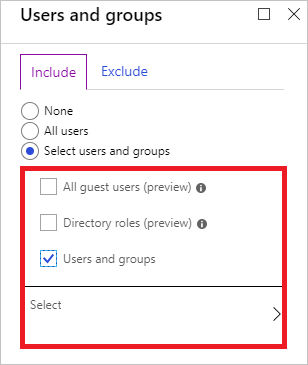 Users and groups
Include Exclude
None
All users
Select users and groups
All guest users (preview)
Directory roles (preview)
Users and groups
Select